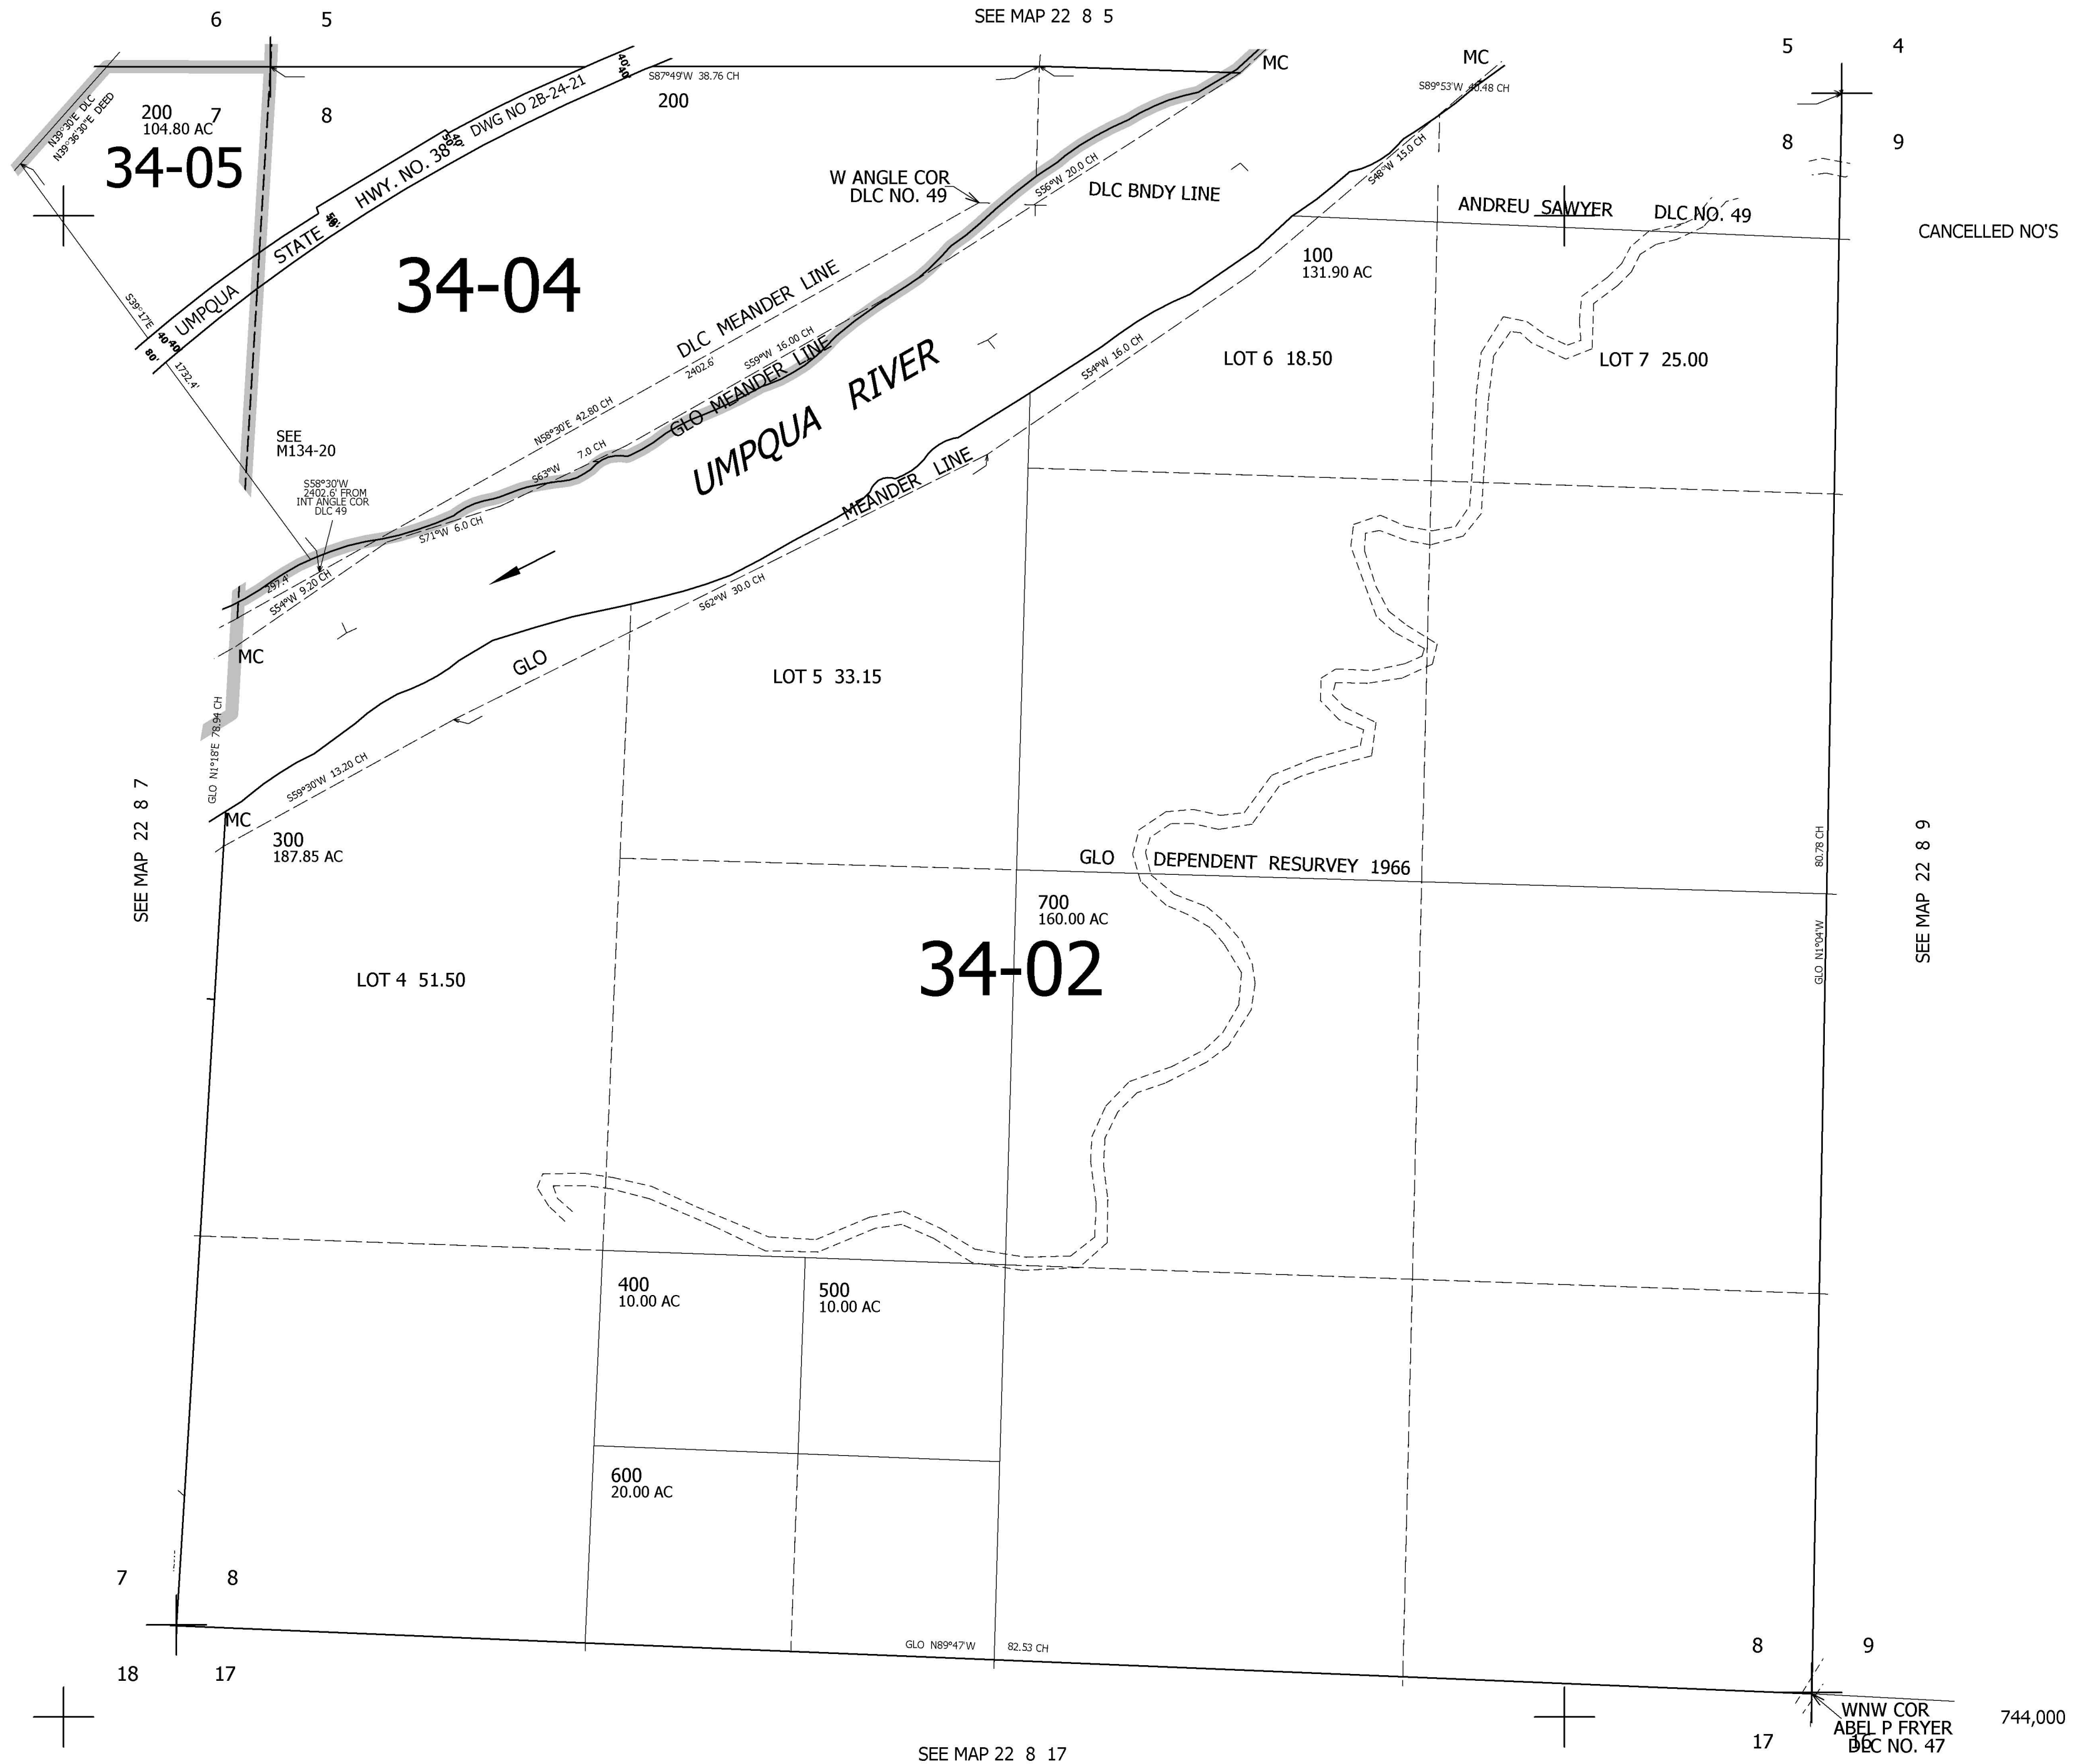 6 5
SEE MAP 22 8 5
5 4
MC
MC
S87°49'W 38.76 CH
S89°53'W 40.48 CH
40' 40'
200
104.80 AC
7
8
200
8 9
N39°30'E DLC
N39°36'30"E DEED
34-05
DWG NO 2B-24-21
UMPQUA STATE HWY. NO. 38
W ANGLE COR
DLC NO. 49
S56°W 20.0 CH
DLC BNDY LINE
S48°W 15.0 CH
ANDREU SAWYER DLC NO. 49
CANCELLED NO'S
34-04
100
131.90 AC
S39°17'E
40' 40'
80'
1732.4'
DLC MEANDER LINE
2402.6'
S59°W 16.00 CH
GLO MEANDER LINE
N58°30'E 42.80 CH
UMPQUA RIVER
S54°W 16.0 CH
LOT 6 18.50
LOT 7 25.00
SEE
M134-20
S63°W 7.0 CH
S58°30'W
2402.6' FROM
INT ANGLE COR
DLC 49
S71°W 6.0 CH
GLO MEANDER LINE
297.4'
S54°W 9.20 CH
S62°W 30.0 CH
MC
LOT 5 33.15
GLO N1°18'E 78.94 CH
S59°30'W 13.20 CH
MC
300
187.85 AC
SEE MAP 22 8 7
GLO DEPENDENT RESURVEY 1966
80.78 CH
SEE MAP 22 8 9
700
160.00 AC
34-02
GLO N1°04'W
LOT 4 51.50
400
10.00 AC
500
10.00 AC
600
20.00 AC
7 8
GLO N89°47'W 82.53 CH
8 9
18 17
WNW COR
ABEL P FRYER
DLC NO. 47
744,000
17 16
SEE MAP 22 8 17